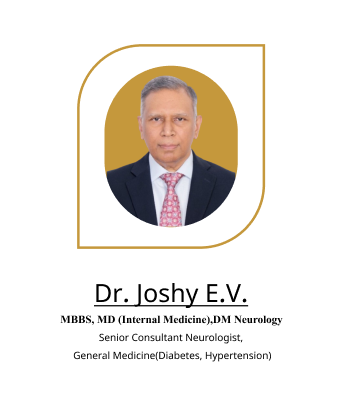 Dr. Joshy E.V.
MBBS, MD (Internal Medicine),DM Neurology
Senior Consultant Neurologist,
General Medicine(Diabetes, Hypertension)